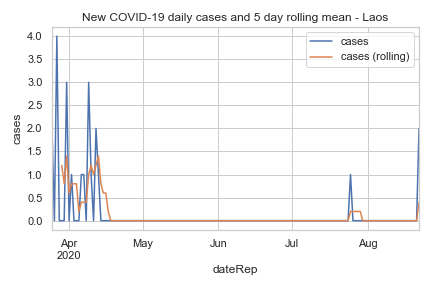 New COVID-19 daily cases and 5 day rolling mean - Laos
cases
cases (rolling)
4.0
3.5
3.0
2.5
2.0
1.5
1.0
0.5
0.0
cases
Apr May Jun Jul Aug
2020
dateRep